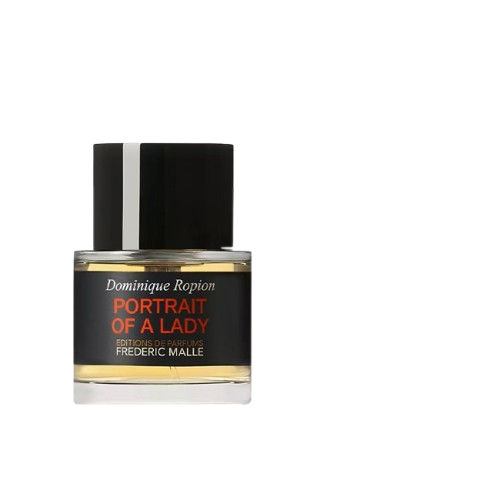 Dominique Ropion
PORTRAIT
OF A LADY
EDITIONS DE PARFUMS
FREDERIC MALLE